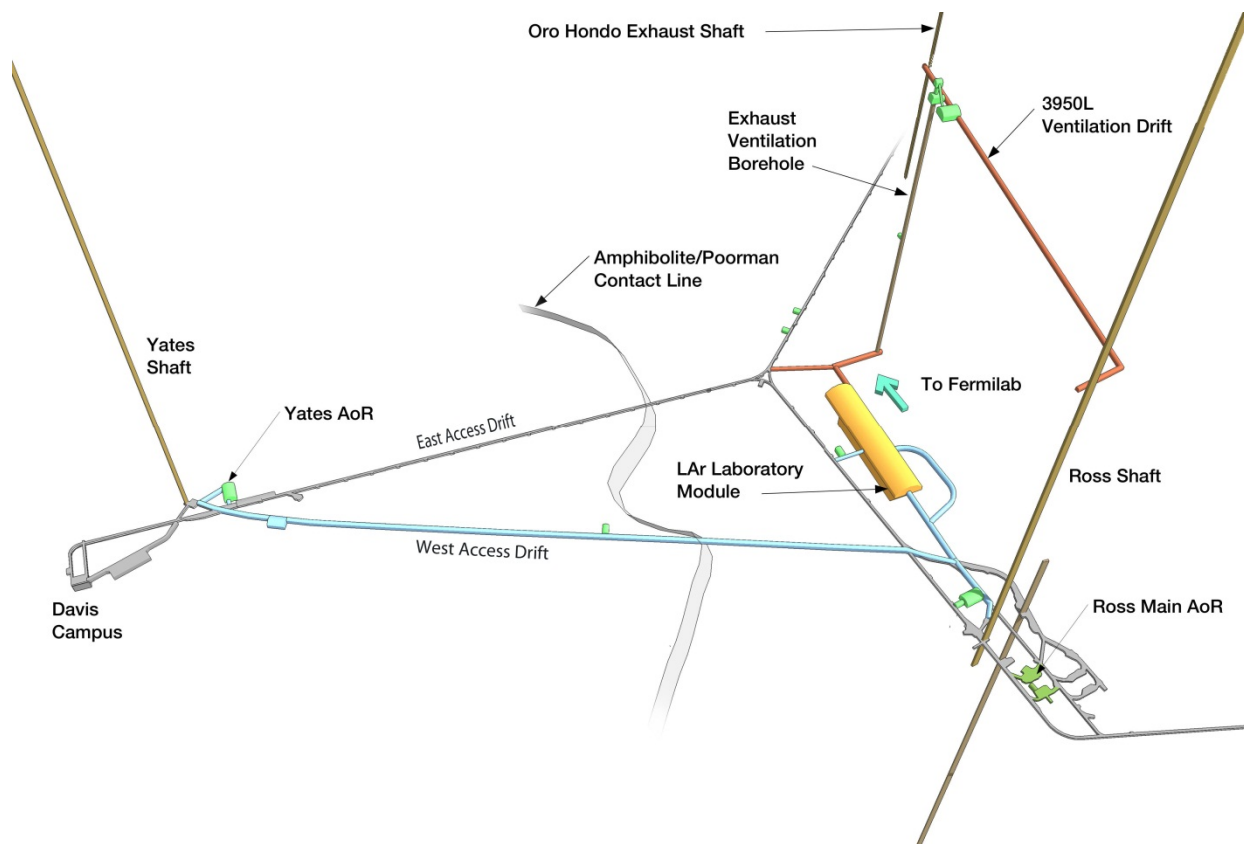 Oro Hondo Exhaust Shaft
3950L
Ventilation Drift
Exhaust
Ventilation
Borehole
Amphibolite/Poorman
Contact Line
Yates
Shaft
To Fermilab
Yates AoR
East Access Drift
LAr Laboratory
Module
Ross Shaft
West Access Drift
Davis
Campus
Ross Main AoR